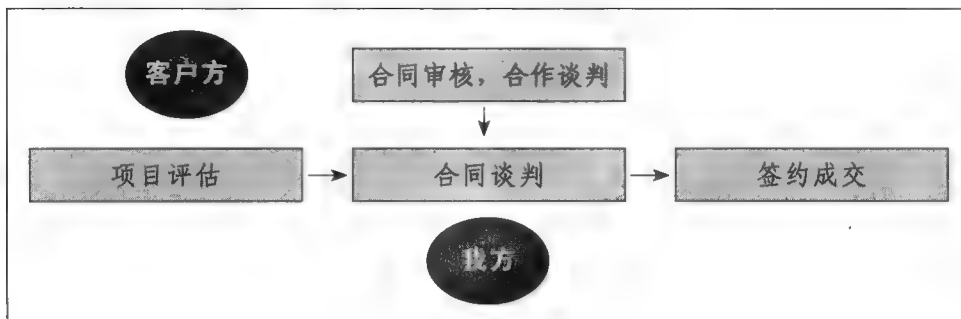 客户方
合同审核，合作谈判
项目评估
合同谈判
签约成交
我方